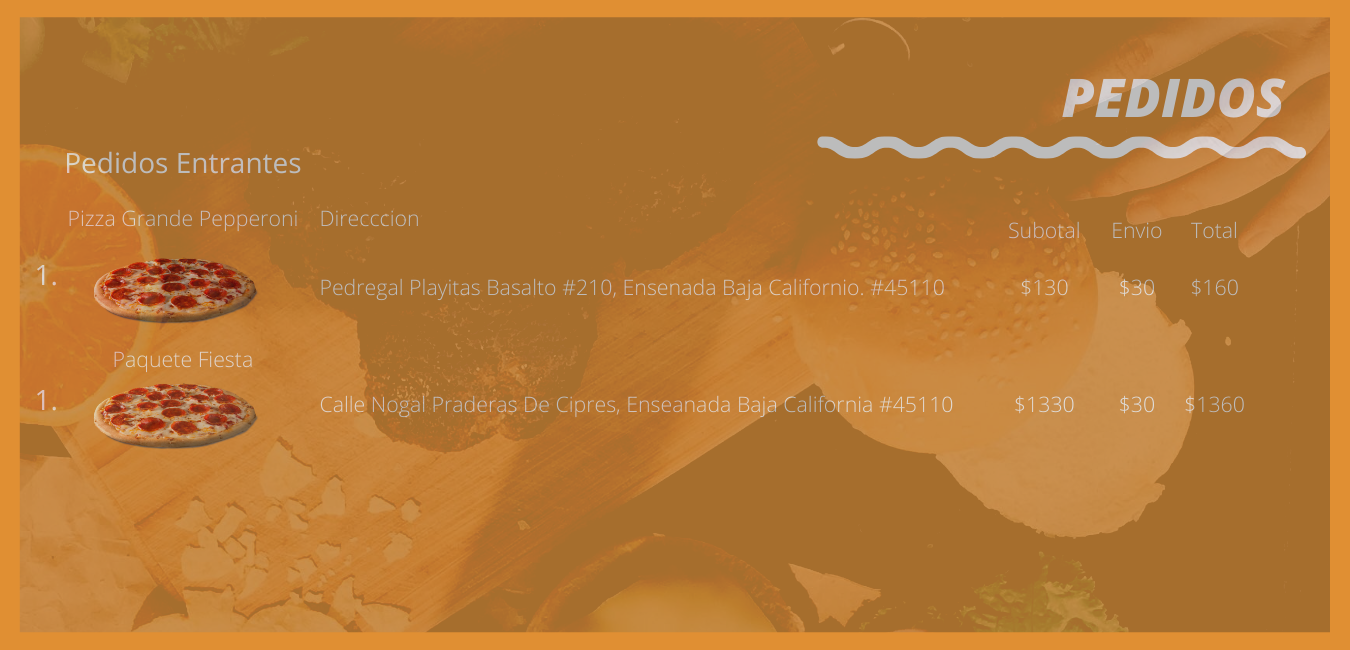 PEDIDOS
Pedidos Entrantes
Pizza Grande Pepperoni Direcccion
Subotal Envio Total
1.
Pedregal Playitas Basalto #210, Ensenada Baja Californio. #45110 $130 $30 $160
Paquete Fiesta
1.
Calle Nogal Praderas De Cipres, Enseanada Baja California #45110 $1330 $30 $1360